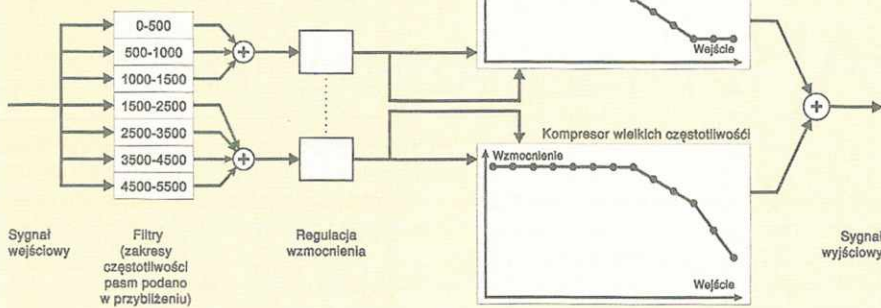 0-500
500-1000
1000-1500
1500-2500
2500-3500
3500-4500
4500-5500
Wejście
Kompresor wielkich częstotliwośći
Wzmocnienie
Wejście
Sygnał
wejściowy
Filtry
(zakresy
częstotliwości
pasm podano
w przybliżeniu)
Regulacja
wzmocnienia
Sygnał
wyjściowy